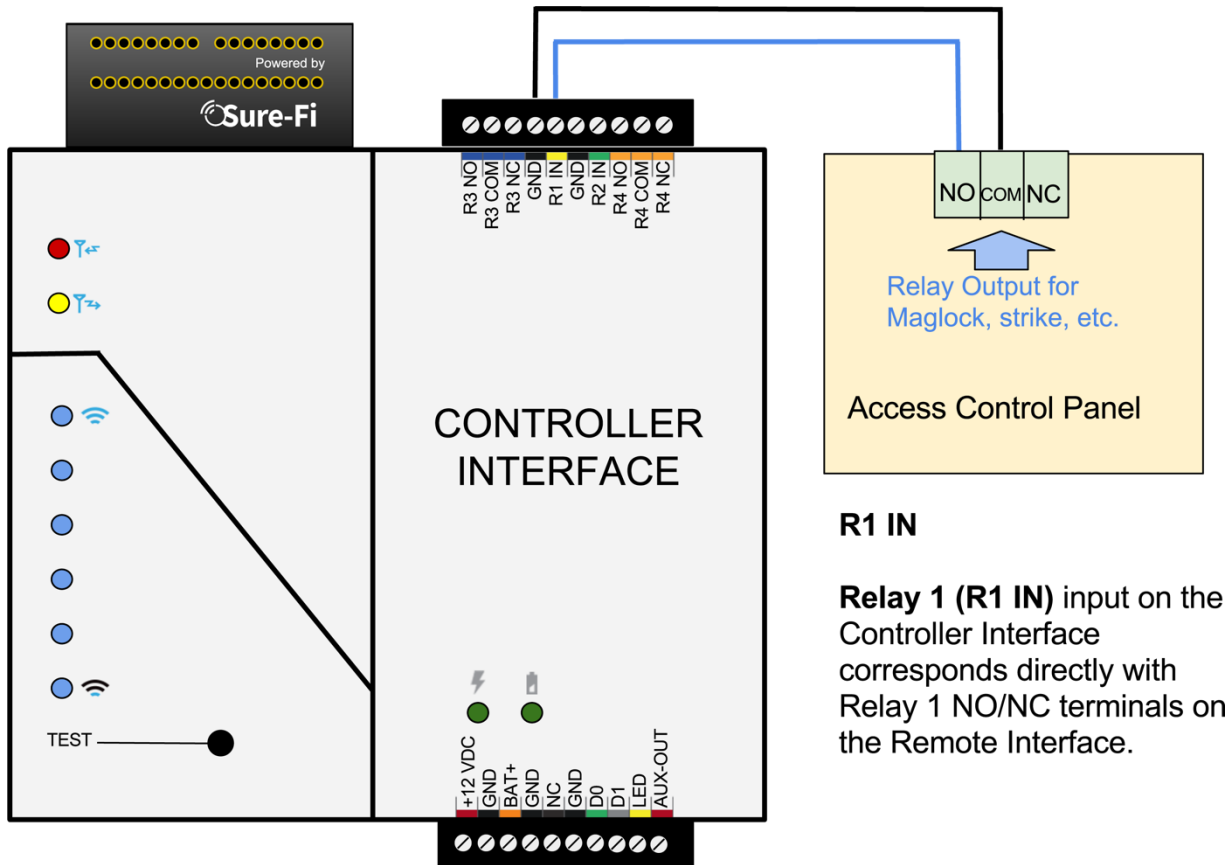 Powered by
Sure-Fi
R3 NO
R3 COM
R3 NC
GND
R1 IN
GND
R2 IN
R4 NO
R4 COM
R4 NC
NO
COM
NC
Relay Output for
Maglock, strike, etc.
Access Control Panel
CONTROLLER
INTERFACE
R1 IN
Relay 1 (R1 IN) input on the
Controller Interface
corresponds directly with
Relay 1 NO/NC terminals on
the Remote Interface.
TEST
+12 VDC
GND
BAT+
GND
NC
GND
D0
D1
LED
AUX-OUT